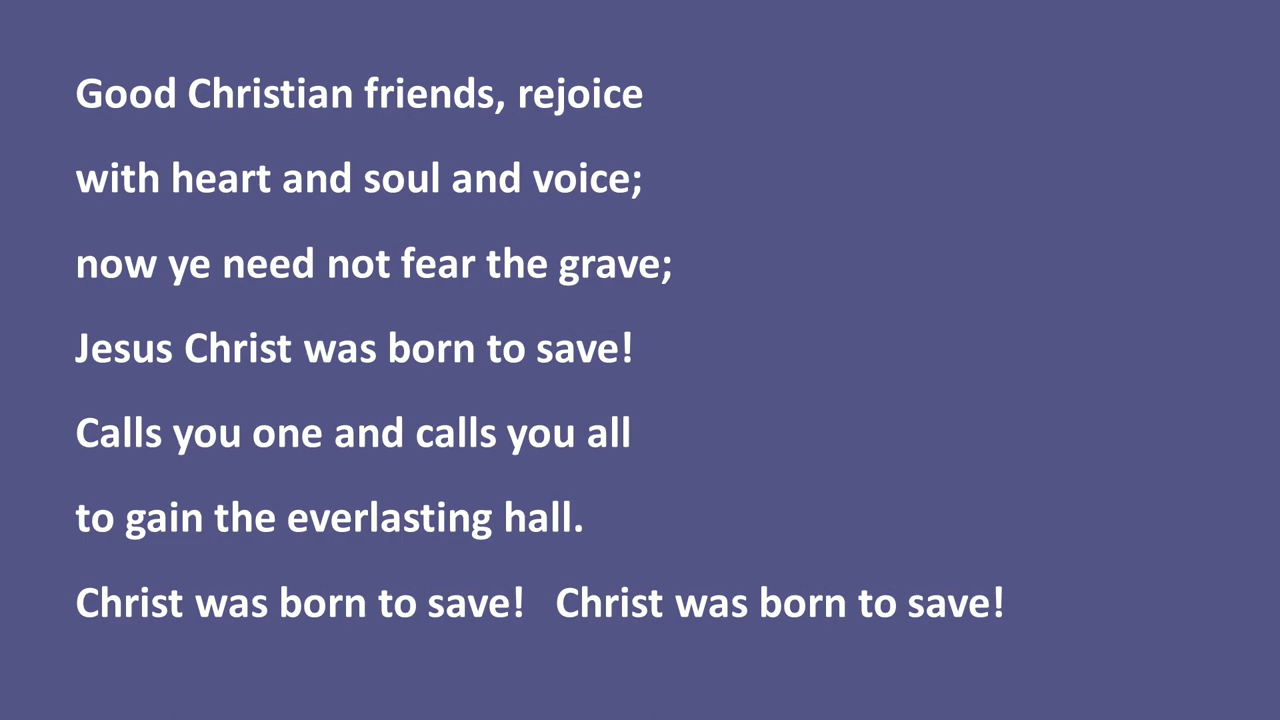 Good Christian friends, rejoice
with heart and soul and voice;
now ye need not fear the grave;
Jesus Christ was born to save!
Calls you one and calls you all
to gain the everlasting hall.
Christ was born to save!   Christ was born to save!